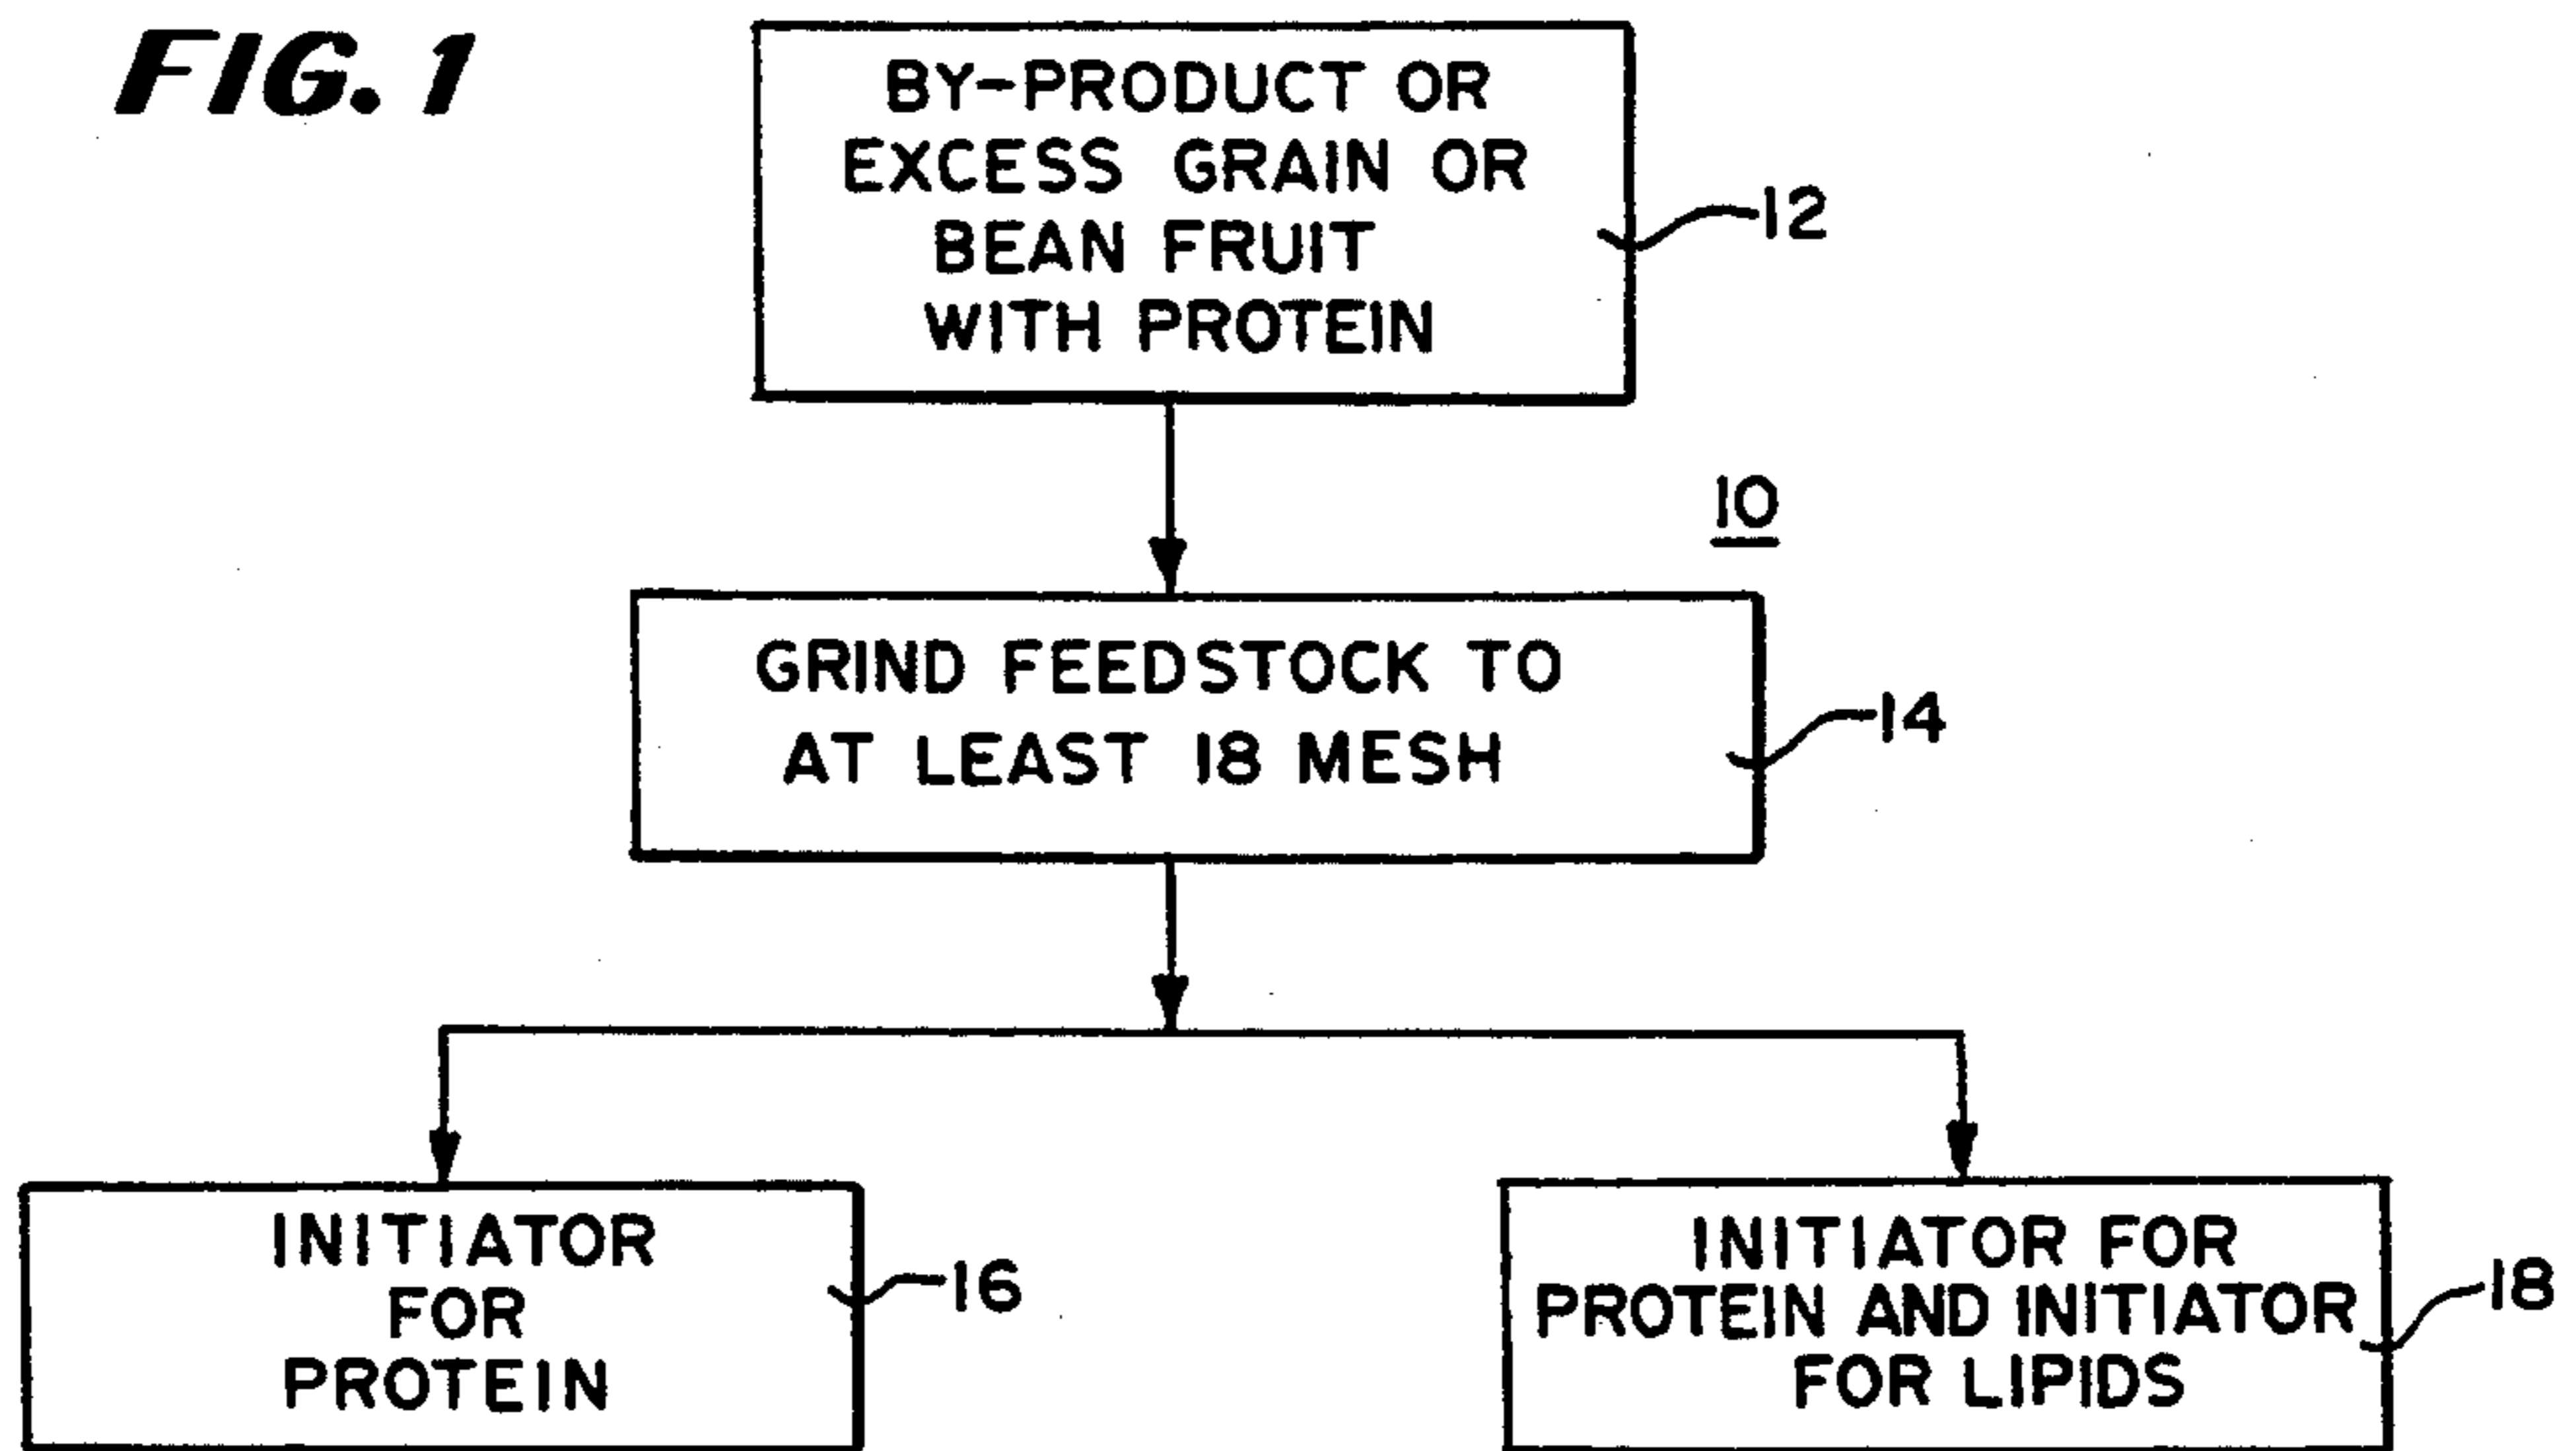 FIG. 1
BY-PRODUCT OR
EXCESS GRAIN OR
BEAN FRUIT
WITH PROTEIN
12
10
GRIND FEEDSTOCK TO
AT LEAST 18 MESH
14
INITIATOR
FOR
PROTEIN
16
INITIATOR FOR
PROTEIN AND INITIATOR
FOR LIPIDS
18